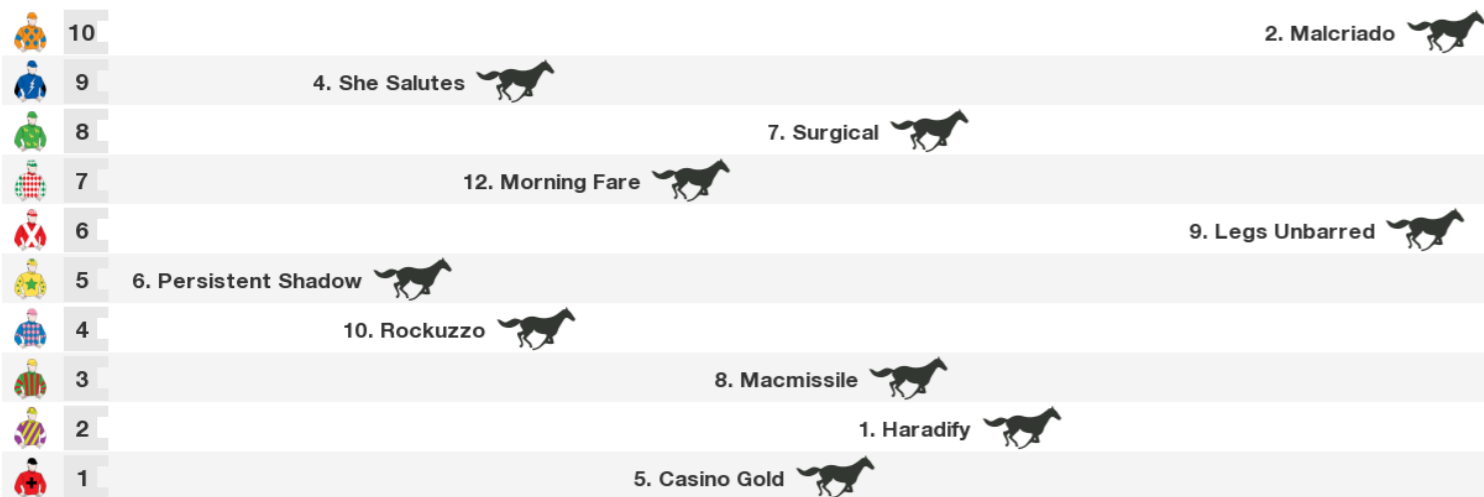 10 2. Malcriado
9 4. She Salutes
8 7. Surgical
7 12. Morning Fare
6 9. Legs Unbarred
5 6. Persistent Shadow
4 10. Rockuzzo
3 8. Macmissile
2 1. Haradify
1 5. Casino Gold